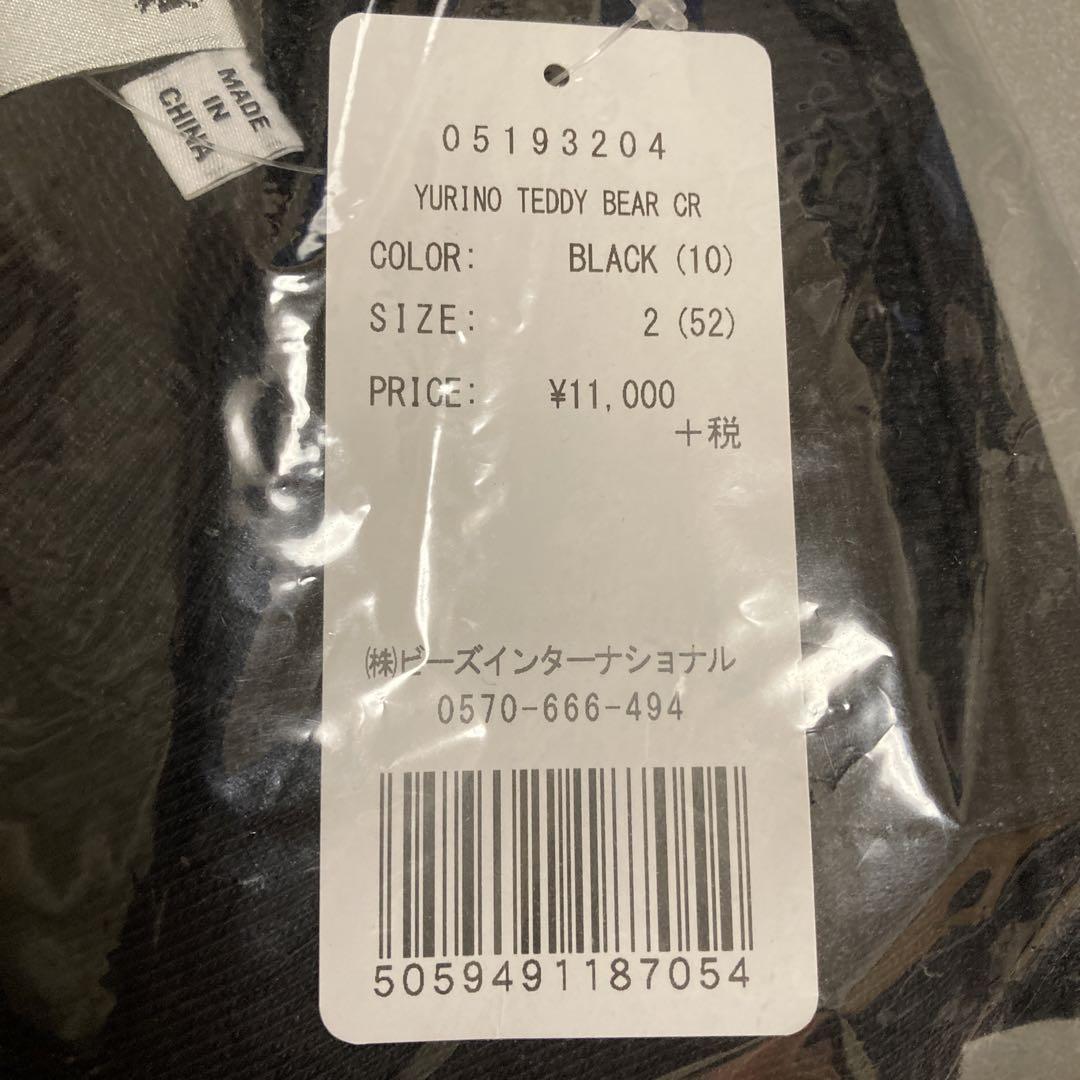 MADE
IN
CHINA
05193204
YURINO TEDDY BEAR CR
COLOR: BLACK (10)
SIZE: 2 (52)
PRICE: ¥11,000
+税
(株)ビーズインターナショナル
0570-666-494
5059491187054